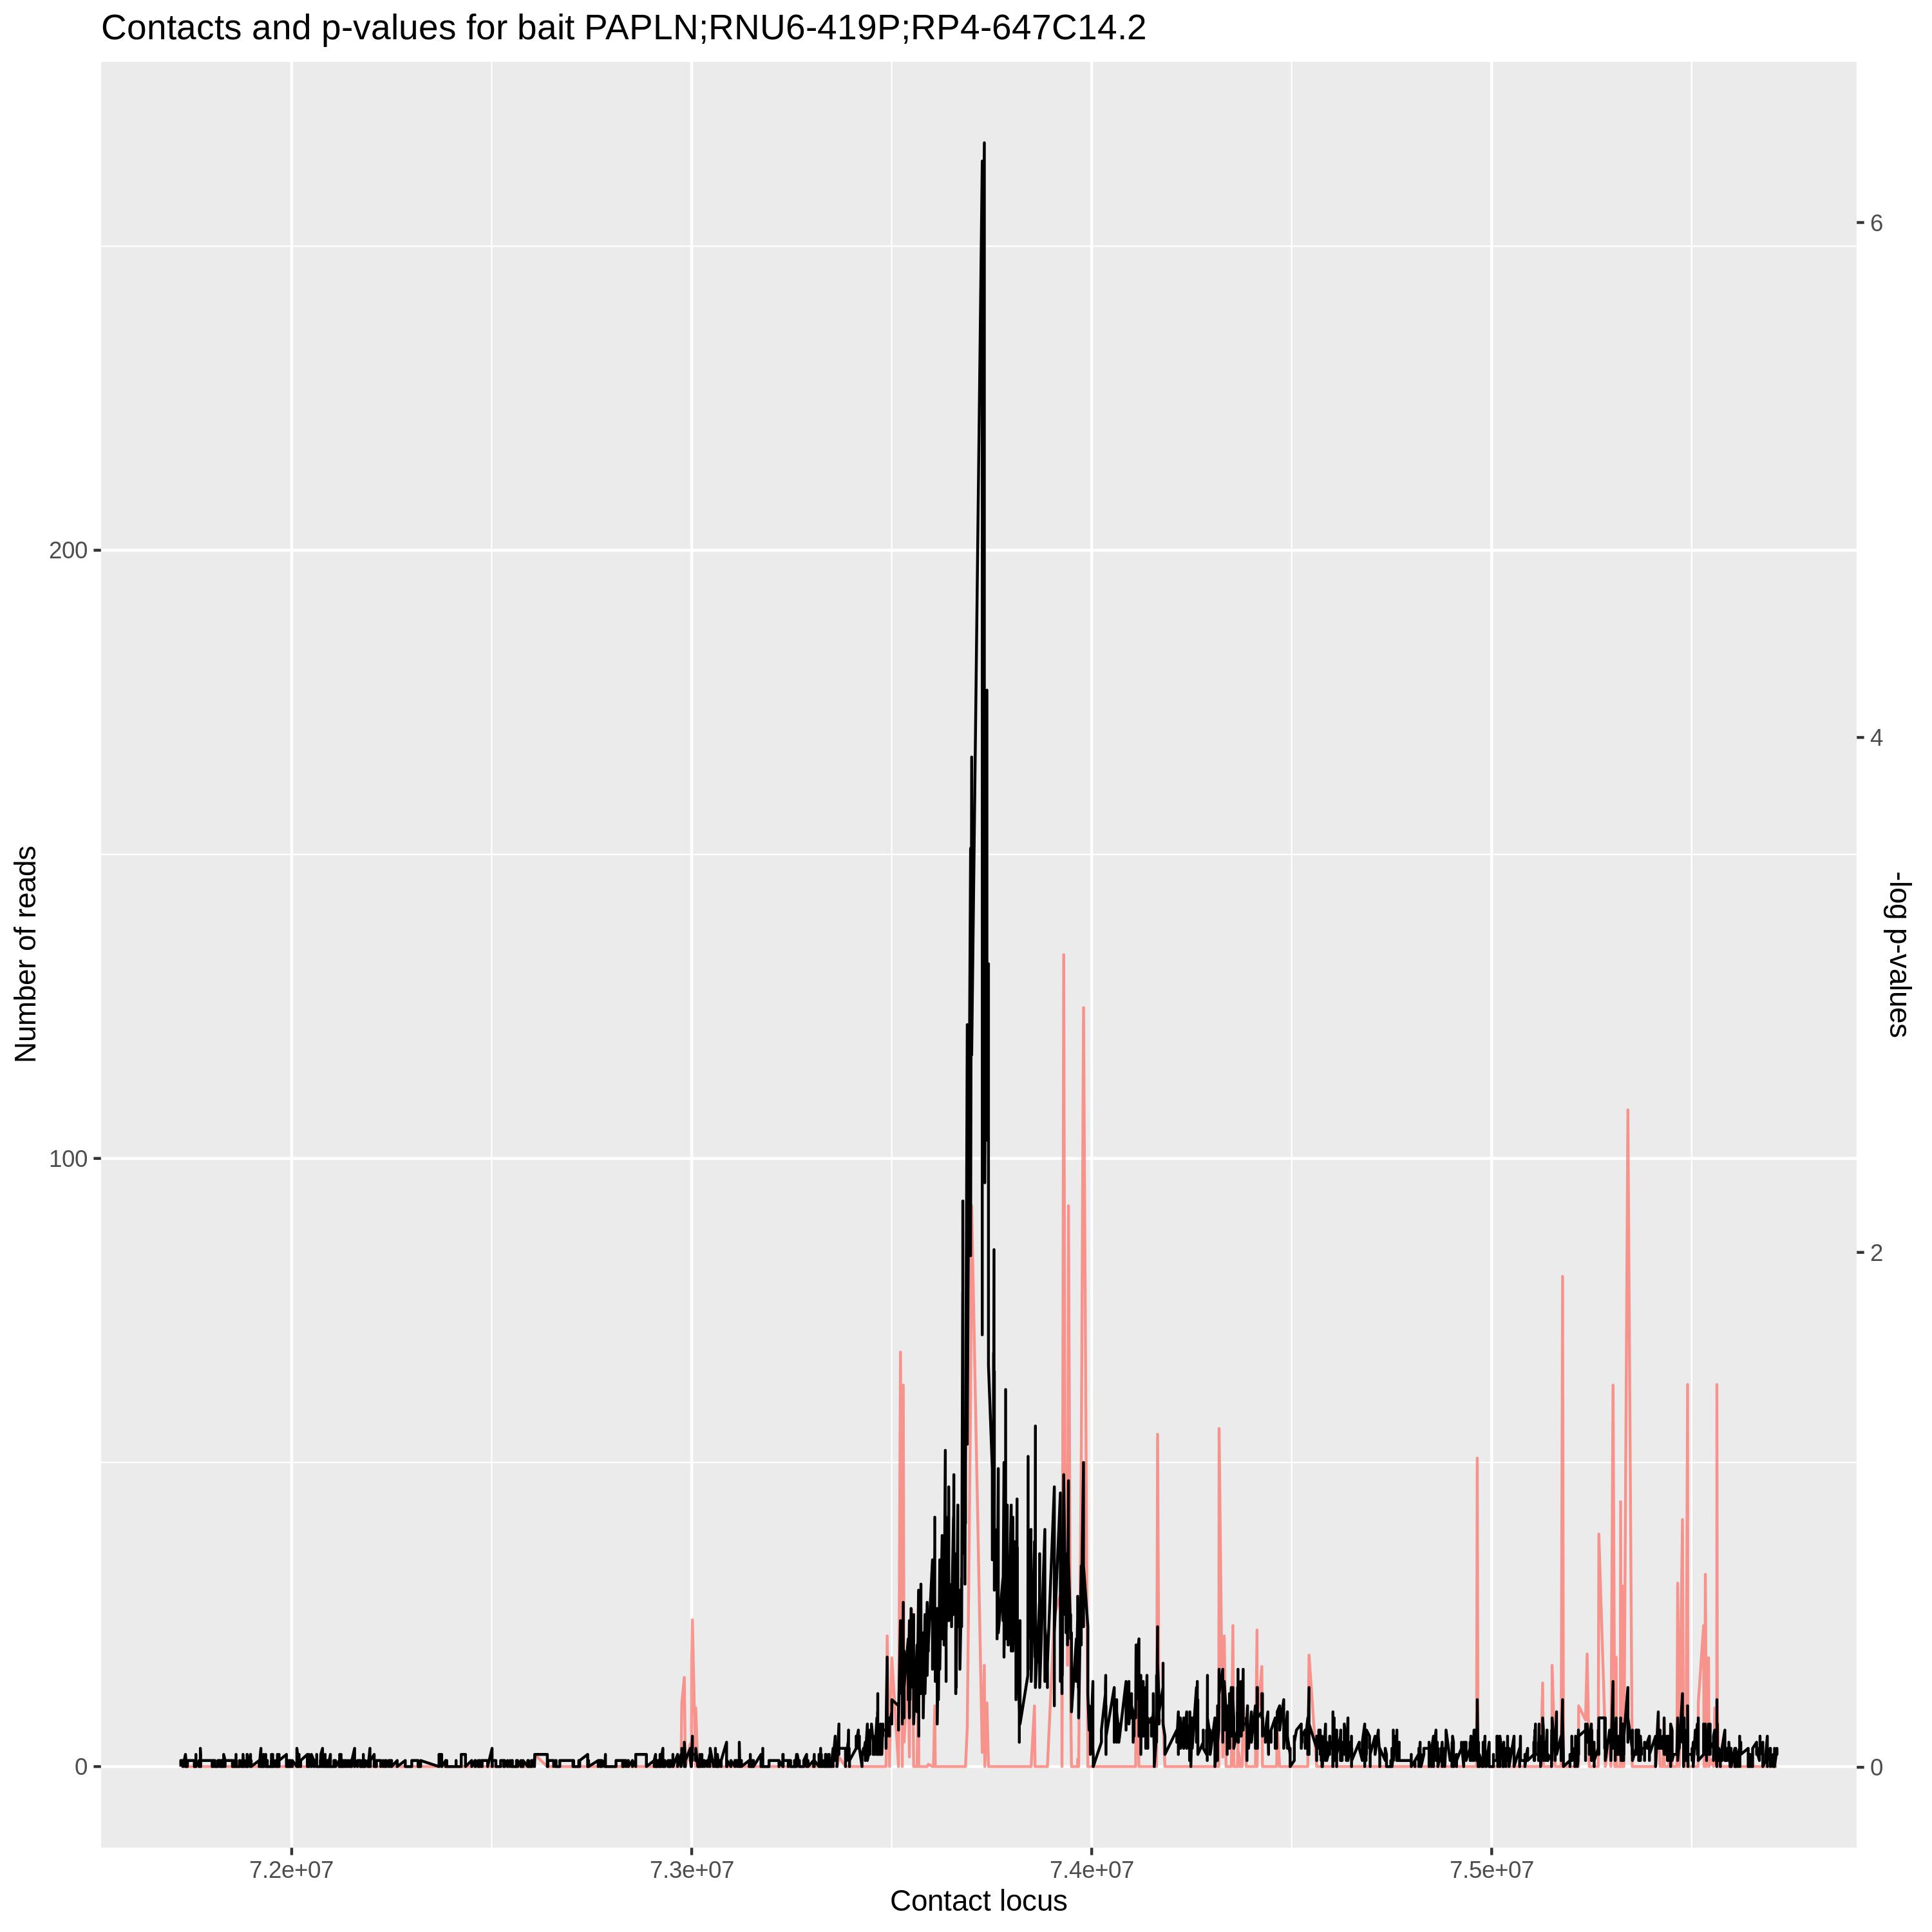 Contacts and p-values for bait PAPLN;RNU6-419P;RP4-647C14.2
Number of reads
200
100
0
6
4
2
0
-log p-values
7.2e+07
7.3e+07
7.4e+07
7.5e+07
Contact locus